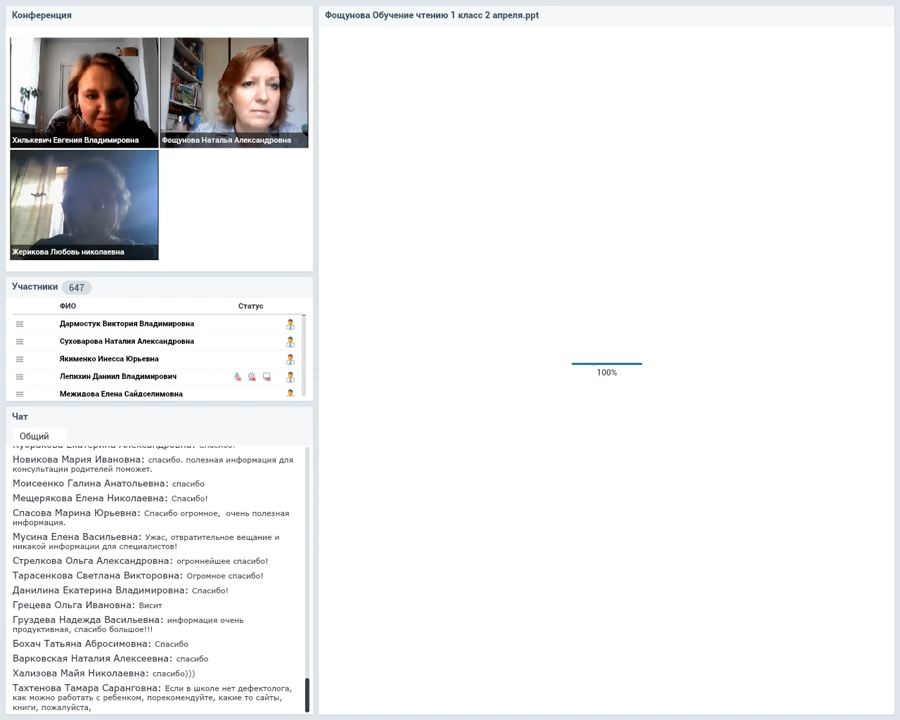 Конференция
Хилькевич Евгения Владимировна
Фощунова Наталья Александровна
Жерикова Любовь николаевна
Участники 647
ФИО Статус
Дармостук Виктория Владимировна
Суховарова Наталия Александровна
Якименко Инесса Юрьевна
Лепихин Даниил Владимирович
Межидова Елена Сайдселимовна
Чат
Общий
Екатерина Александровна: Спасибо!
Новикова Мария Ивановна: спасибо. полезная информация для
консультации родителей поможет.
Моисеенко Галина Анатольевна: спасибо
Мещерякова Елена Николаевна: Спасибо!
Спасова Марина Юрьевна: Спасибо огромное, очень полезная
информация.
Мусина Елена Васильевна: Ужас, отвратительное вещание и
никакой информации для специалистов!
Стрелкова Ольга Александровна: огромнейшее спасибо!
Тарасенкова Светлана Викторовна: Огромное спасибо!
Данилина Екатерина Владимировна: Спасибо!
Грецева Ольга Ивановна: Висит
Груздева Надежда Васильевна: информация очень
продуктивная, спасибо большое!!!
Бохач Татьяна Абросимовна: Спасибо
Варковская Наталия Алексеевна: спасибо
Хализова Майя Николаевна: спасибо)))
Тахтенова Тамара Саранговна: Если в школе нет дефектолога,
как можно работать с ребенком, порекомендуйте, какие то сайты,
книги, пожалуйста,
Фощунова Обучение чтению 1 класс 2 апреля.ppt
100%